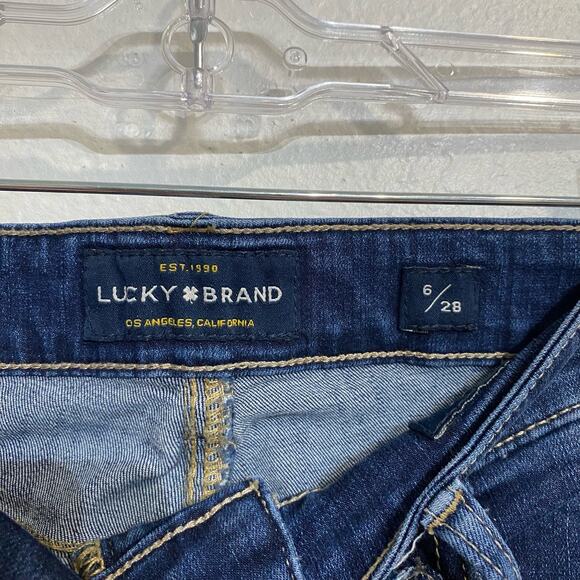 EST. 1990
LUCKY BRAND
OS ANGELES, CALIFORNIA
6/28